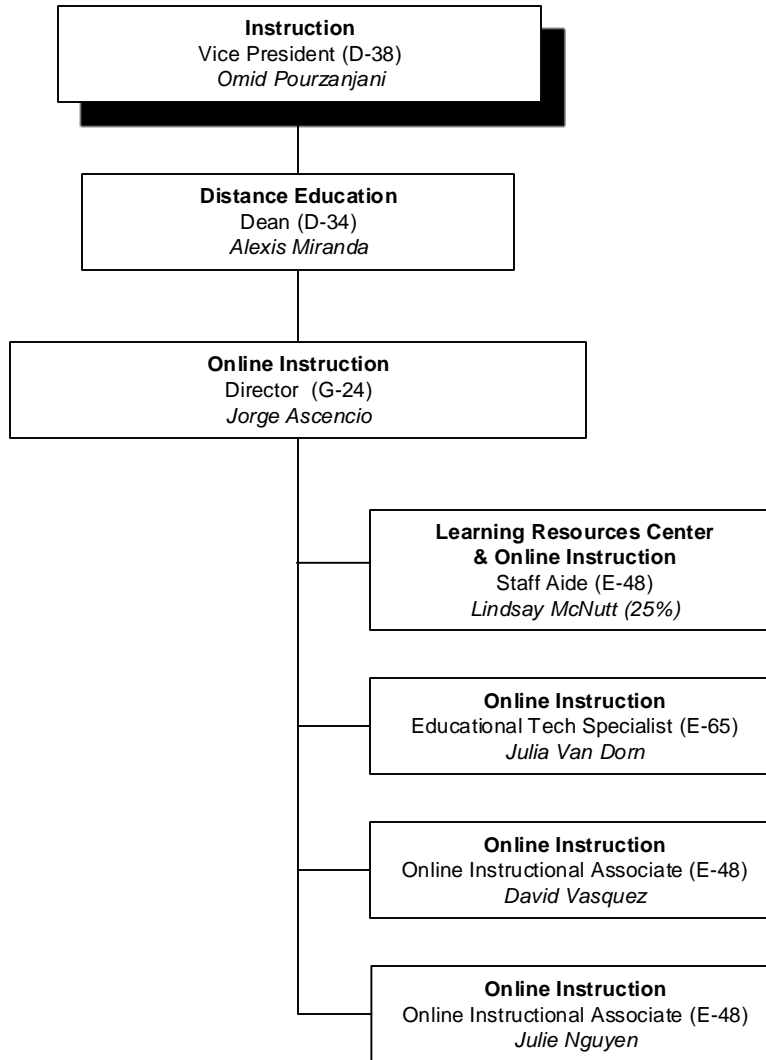 Instruction
Vice President (D-38)
Omid Pourzanjani
Distance Education
Dean (D-34)
Alexis Miranda
Online Instruction
Director  (G-24)
Jorge Ascencio
Learning Resources Center
& Online Instruction
Staff Aide (E-48)
Lindsay McNutt (25%)
Online Instruction
Educational Tech Specialist (E-65)
Julia Van Dorn
Online Instruction
Online Instructional Associate (E-48)
David Vasquez
Online Instruction
Online Instructional Associate (E-48)
Julie Nguyen